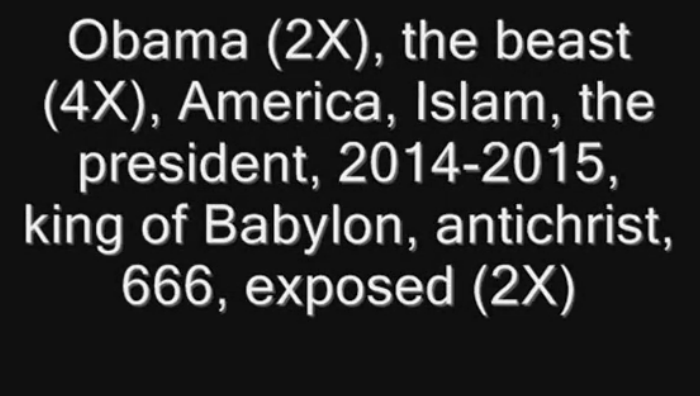 Obama (2X), the beast
(4X), America, Islam, the
president, 2014-2015,
king of Babylon, antichrist,
666, exposed (2X)